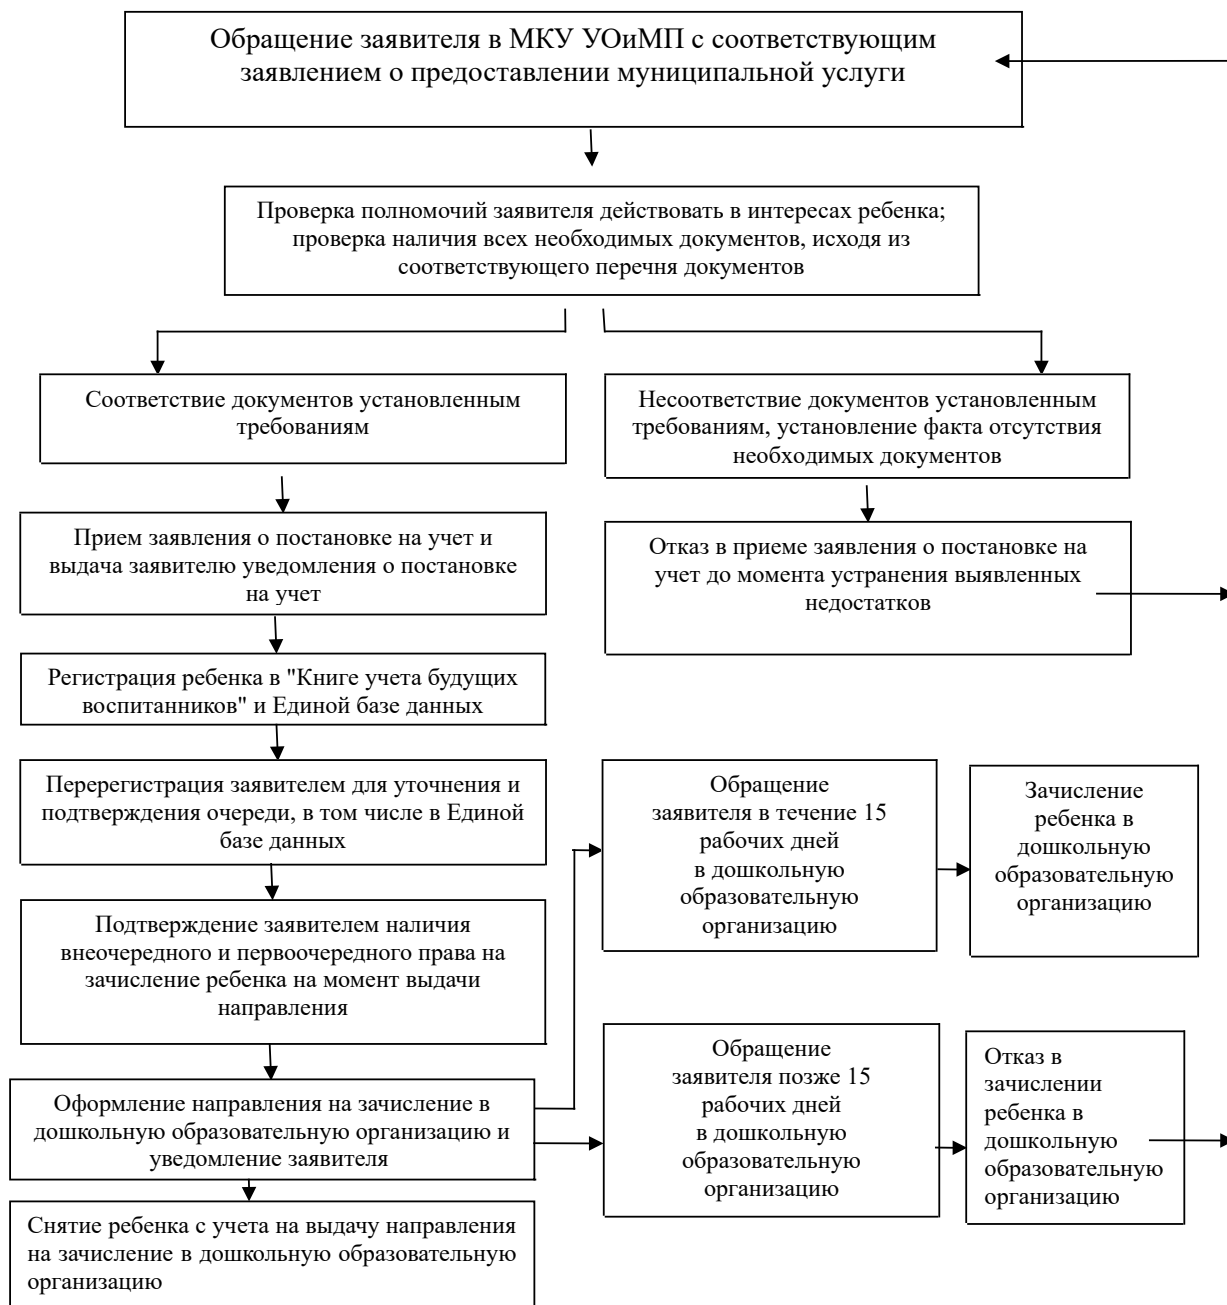 Обращение заявителя в МКУ УОиМП с соответствующим
заявлением о предоставлении муниципальной услуги
Проверка полномочий заявителя действовать в интересах ребенка;
проверка наличия всех необходимых документов, исходя из
соответствующего перечня документов
Соответствие документов установленным
требованиям
Несоответствие документов установленным
требованиям, установление факта отсутствия
необходимых документов
Прием заявления о постановке на учет и
выдача заявителю уведомления о постановке
на учет
Отказ в приеме заявления о постановке на
учет до момента устранения выявленных
недостатков
Регистрация ребенка в "Книге учета будущих
воспитанников" и Единой базе данных
Перерегистрация заявителем для уточнения и
подтверждения очереди, в том числе в Единой
базе данных
Обращение
заявителя в течение 15
рабочих дней
в дошкольную
образовательную
организацию
Зачисление
ребенка в
дошкольную
образовательную
организацию
Подтверждение заявителем наличия
внеочередного и первоочередного права на
зачисление ребенка на момент выдачи
направления
Оформление направления на зачисление в
дошкольную образовательную организацию и
уведомление заявителя
Обращение
заявителя позже 15
рабочих дней
в дошкольную
образовательную
организацию
Отказ в
зачислении
ребенка в
дошкольную
образовательную
организацию
Снятие ребенка с учета на выдачу направления
на зачисление в дошкольную образовательную
организацию